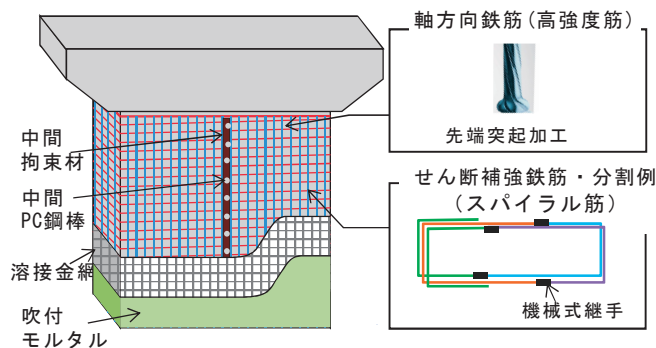 軸方向鉄筋(高強度筋)
先端突起加工
中間
拘束材
中間
PC鋼棒
溶接金網
吹付
モルタル
せん断補強鉄筋・分割例
(スパイラル筋)
機械式継手